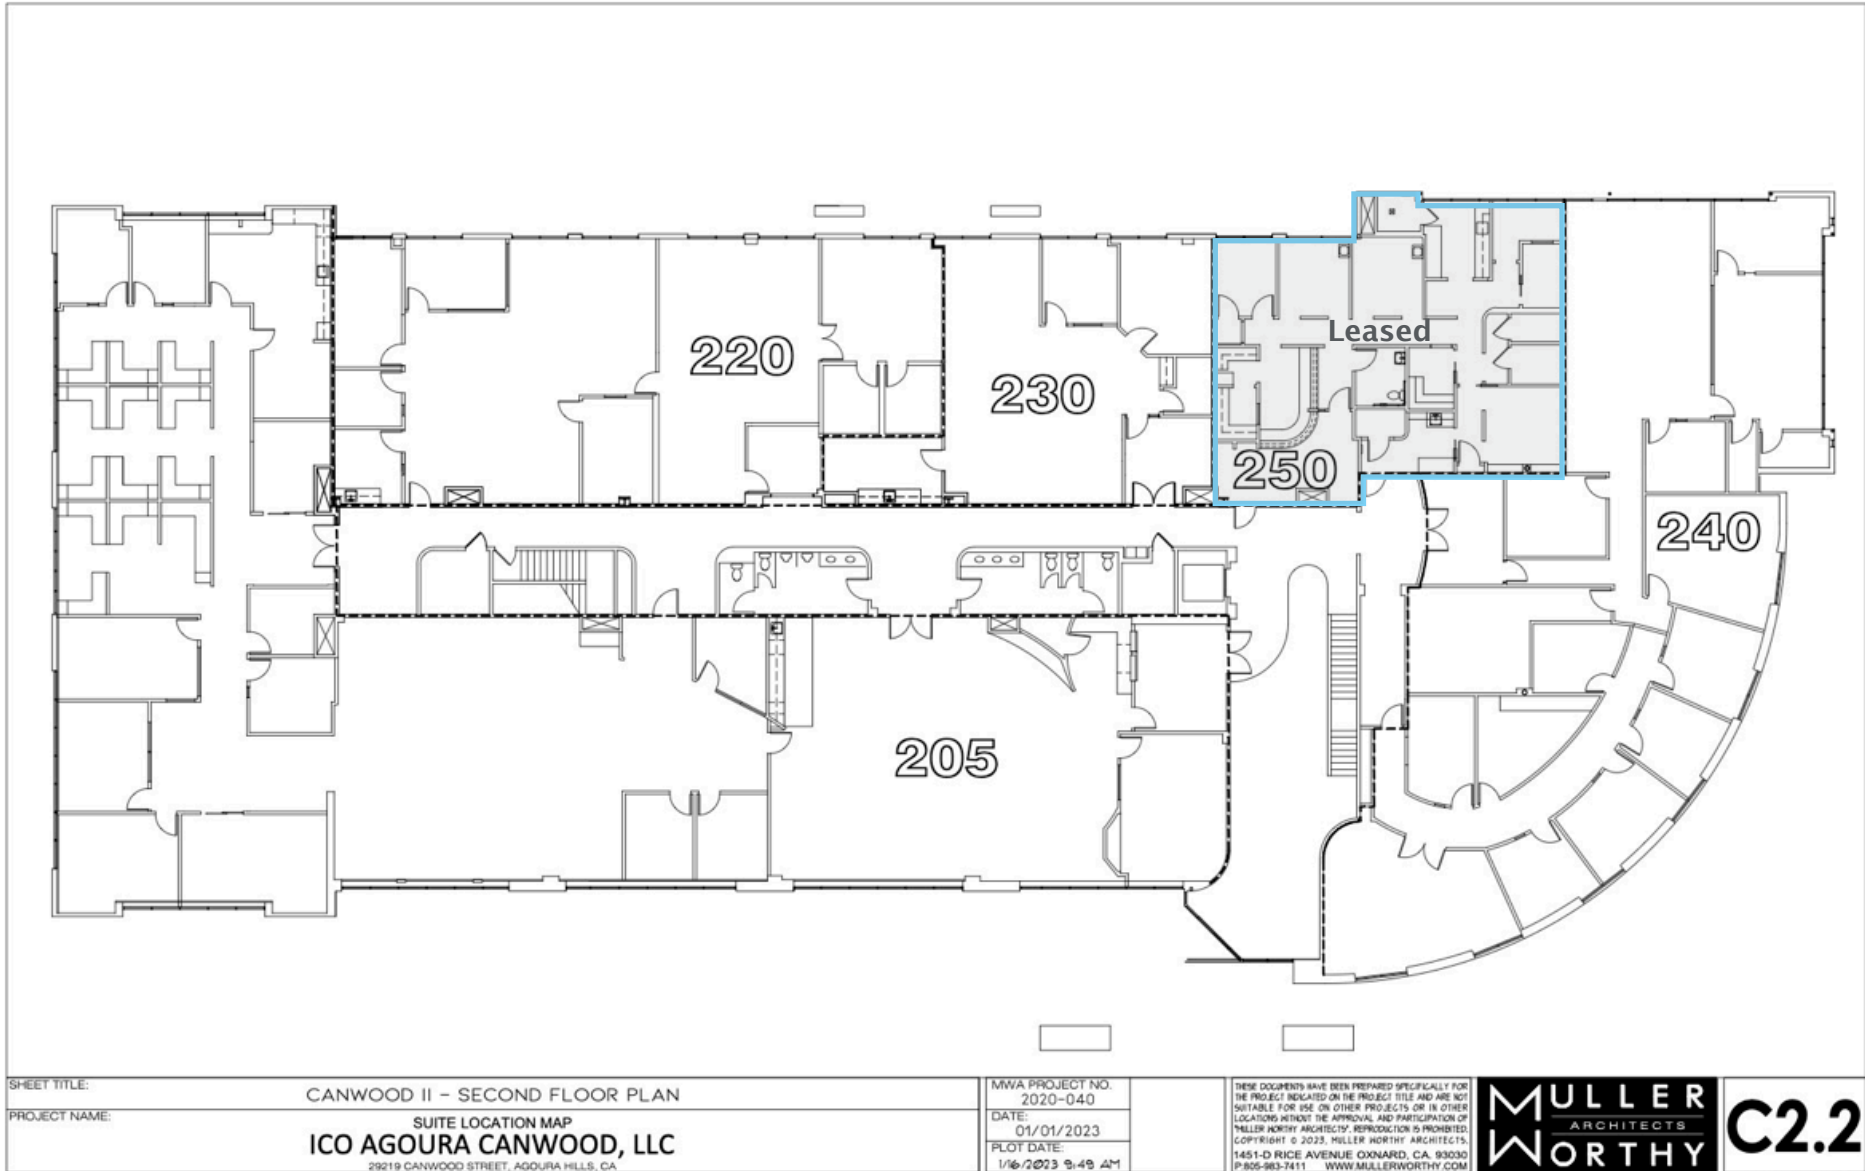 220
230
Leased
250
240
205
SHEET TITLE:
CANWOOD II - SECOND FLOOR PLAN
PROJECT NAME:
SUITE LOCATION MAP
ICO AGOURA CANWOOD, LLC
29219 CANWOOD STREET, AGOURA HILLS, CA
MWA PROJECT NO.
2020-040
DATE:
01/01/2023
PLOT DATE:
1/16/2023 9:49 AM
THESE DOCUMENTS HAVE BEEN PREPARED SPECIFICALLY FOR
THE PROJECT INDICATED ON THE PROJECT TITLE AND ARE NOT
SUITABLE FOR USE ON OTHER PROJECTS OR IN OTHER
LOCATIONS WITHOUT THE APPROVAL AND PARTICIPATION OF
"MULLER WORTHY ARCHITECTS". REPRODUCTION IS PROHIBITED.
COPYRIGHT © 2023, MULLER WORTHY ARCHITECTS.
1451-D RICE AVENUE OXNARD, CA. 93030
P:805-983-7411 WWW.MULLERWORTHY.COM
MULLER
ARCHITECTS
WORTHY
C2.2